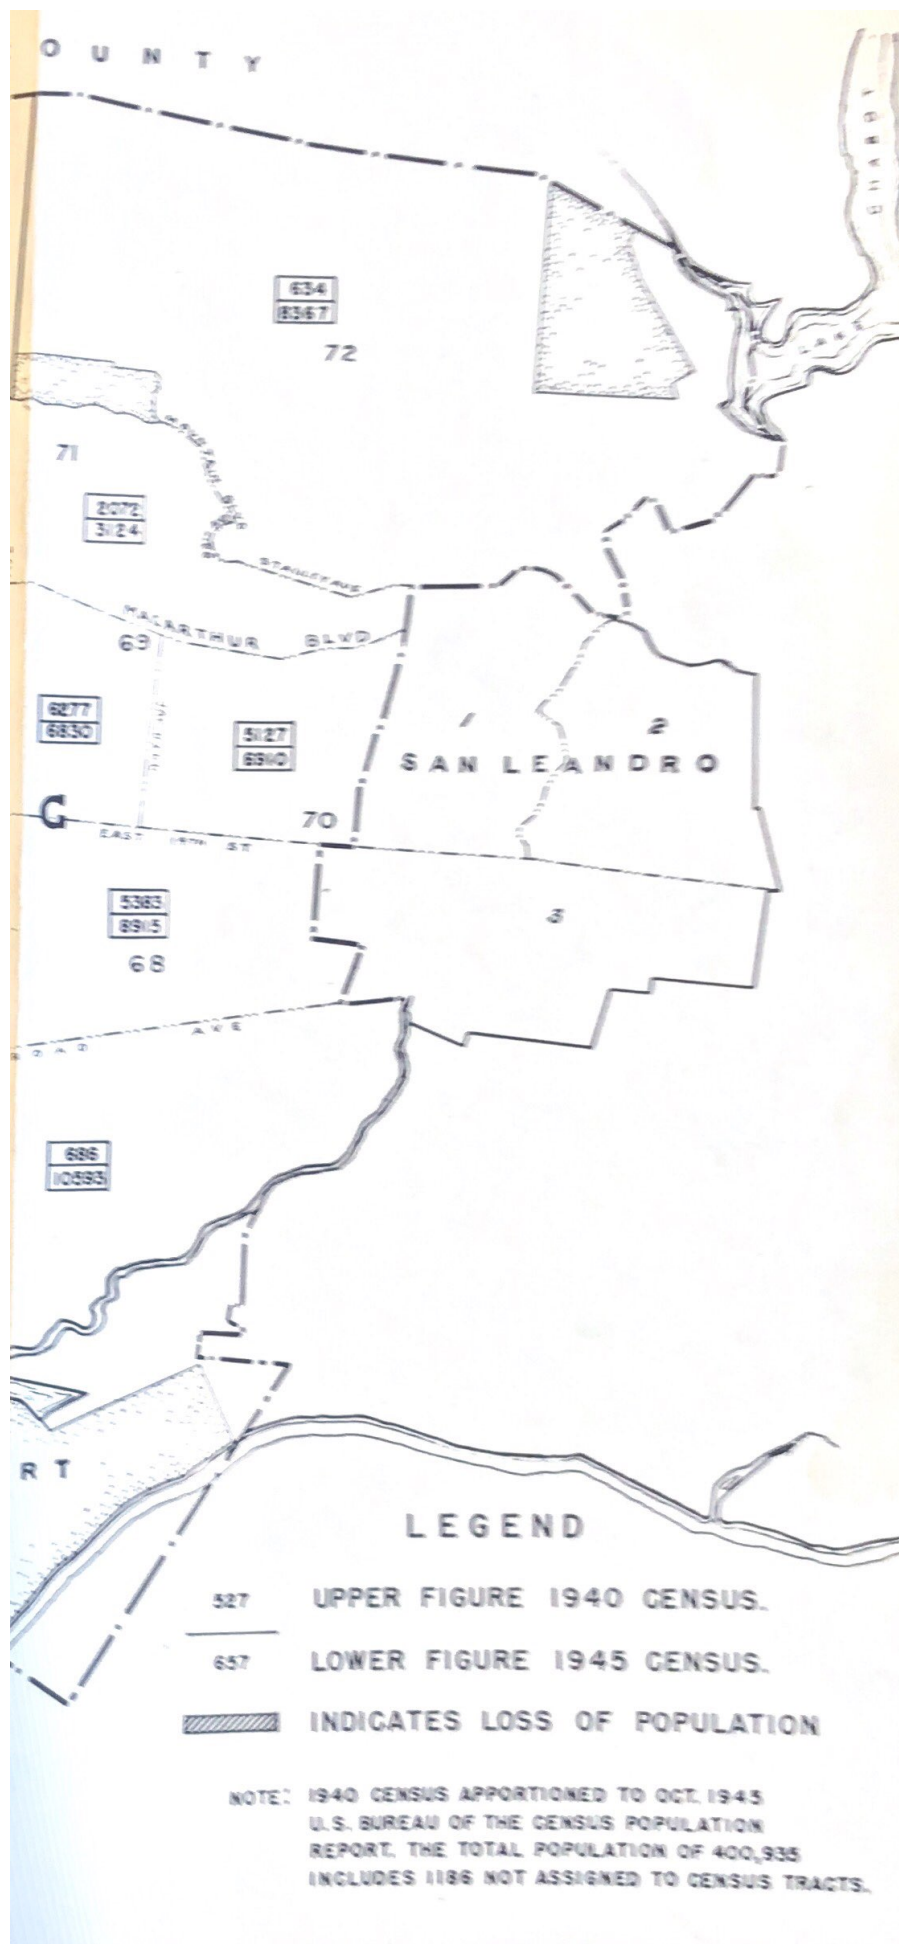 OUNTY
CHABOT
LAKE
634
8367
72
71
2072
3124
STANLEY AVE
MACARTHUR BLVD
69
6277
6830
5127
6910
1
2
SAN LEANDRO
G
70
EAST 14TH ST
3
5383
8915
68
ROAD AVE
686
10593
RT
LEGEND
527 UPPER FIGURE 1940 CENSUS.
657 LOWER FIGURE 1945 CENSUS.
INDICATES LOSS OF POPULATION
NOTE: 1940 CENSUS APPORTIONED TO OCT. 1945
U.S. BUREAU OF THE CENSUS POPULATION
REPORT. THE TOTAL POPULATION OF 400,935
INCLUDES 1186 NOT ASSIGNED TO CENSUS TRACTS.